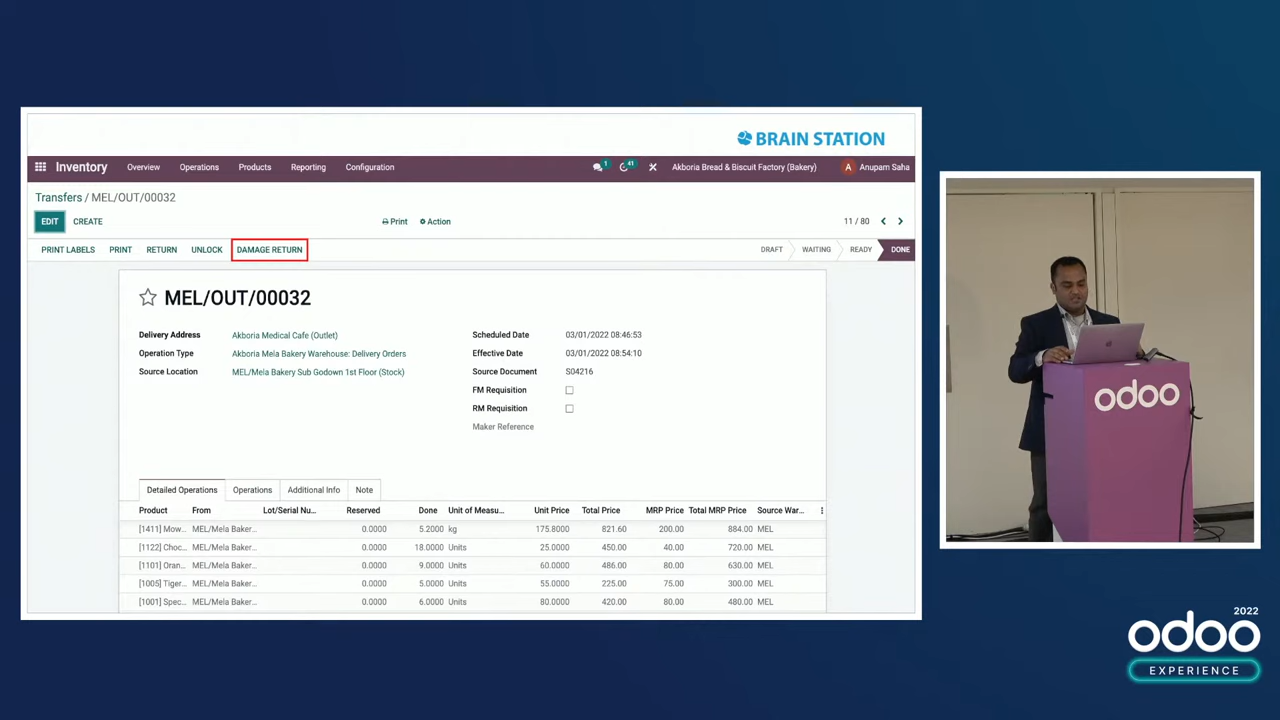 BRAIN STATION
Inventory Overview Operations Products Reporting Configuration 1 41 Akboria Bread & Biscuit Factory (Bakery) A Anupam Saha
Transfers / MEL/OUT/00032
EDIT CREATE Print Action 11 / 80
PRINT LABELS PRINT RETURN UNLOCK DAMAGE RETURN DRAFT WAITING READY DONE
MEL/OUT/00032
Delivery Address Akboria Medical Cafe (Outlet) Scheduled Date 03/01/2022 08:46:53
Operation Type Akboria Mela Bakery Warehouse: Delivery Orders Effective Date 03/01/2022 08:54:10
Source Location MEL/Mela Bakery Sub Godown 1st Floor (Stock) Source Document S04216
FM Requisition
RM Requisition
Maker Reference
Detailed Operations Operations Additional Info Note
Product From Lot/Serial Nu... Reserved Done Unit of Measu... Unit Price Total Price MRP Price Total MRP Price Source War...
[1411] Mow... MEL/Mela Baker... 0.0000 5.2000 kg 175.8000 821.60 200.00 884.00 MEL
[1122] Choc... MEL/Mela Baker... 0.0000 18.0000 Units 25.0000 450.00 40.00 720.00 MEL
[1101] Oran... MEL/Mela Baker... 0.0000 9.0000 Units 60.0000 486.00 80.00 630.00 MEL
[1005] Tiger... MEL/Mela Baker... 0.0000 5.0000 Units 55.0000 225.00 75.00 300.00 MEL
[1001] Spec... MEL/Mela Baker... 0.0000 6.0000 Units 80.0000 420.00 80.00 480.00 MEL
odoo
2022
odoo
EXPERIENCE